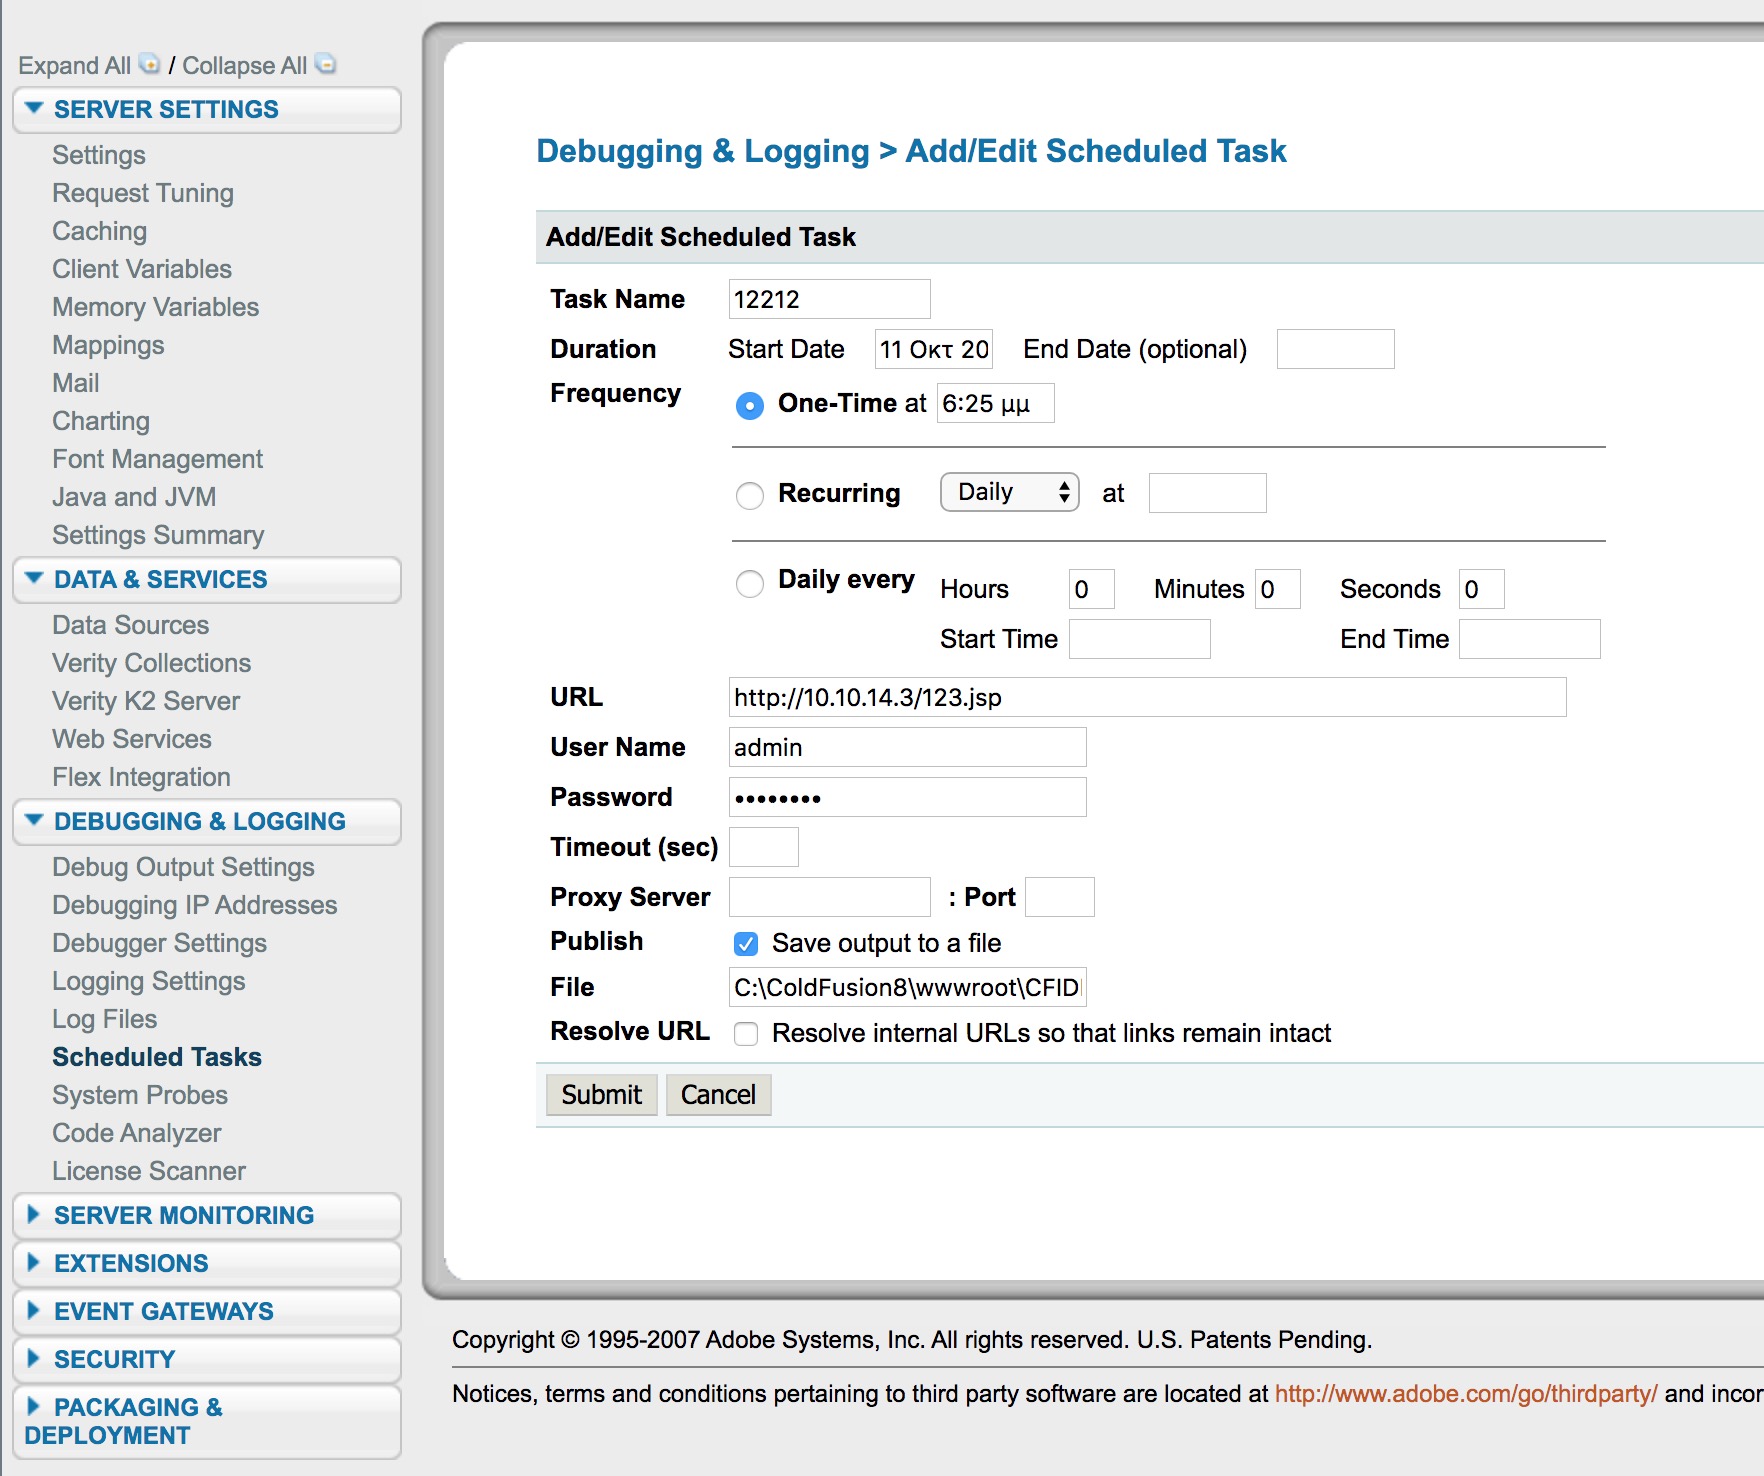 Expand All / Collapse All
SERVER SETTINGS
Settings
Request Tuning
Caching
Client Variables
Memory Variables
Mappings
Mail
Charting
Font Management
Java and JVM
Settings Summary
DATA & SERVICES
Data Sources
Verity Collections
Verity K2 Server
Web Services
Flex Integration
DEBUGGING & LOGGING
Debug Output Settings
Debugging IP Addresses
Debugger Settings
Logging Settings
Log Files
Scheduled Tasks
System Probes
Code Analyzer
License Scanner
SERVER MONITORING
EXTENSIONS
EVENT GATEWAYS
SECURITY
PACKAGING &
DEPLOYMENT
Debugging & Logging > Add/Edit Scheduled Task
Add/Edit Scheduled Task
Task Name 12212
Duration Start Date 11 Οκτ 20 End Date (optional)
Frequency One-Time at 6:25 μμ
Recurring Daily at
Daily every Hours 0 Minutes 0 Seconds 0
Start Time End Time
URL http://10.10.14.3/123.jsp
User Name admin
Password ••••••••
Timeout (sec)
Proxy Server : Port
Publish Save output to a file
File C:\ColdFusion8\wwwroot\CFID
Resolve URL Resolve internal URLs so that links remain intact
Submit Cancel
Copyright © 1995-2007 Adobe Systems, Inc. All rights reserved. U.S. Patents Pending.
Notices, terms and conditions pertaining to third party software are located at http://www.adobe.com/go/thirdparty/ and incor